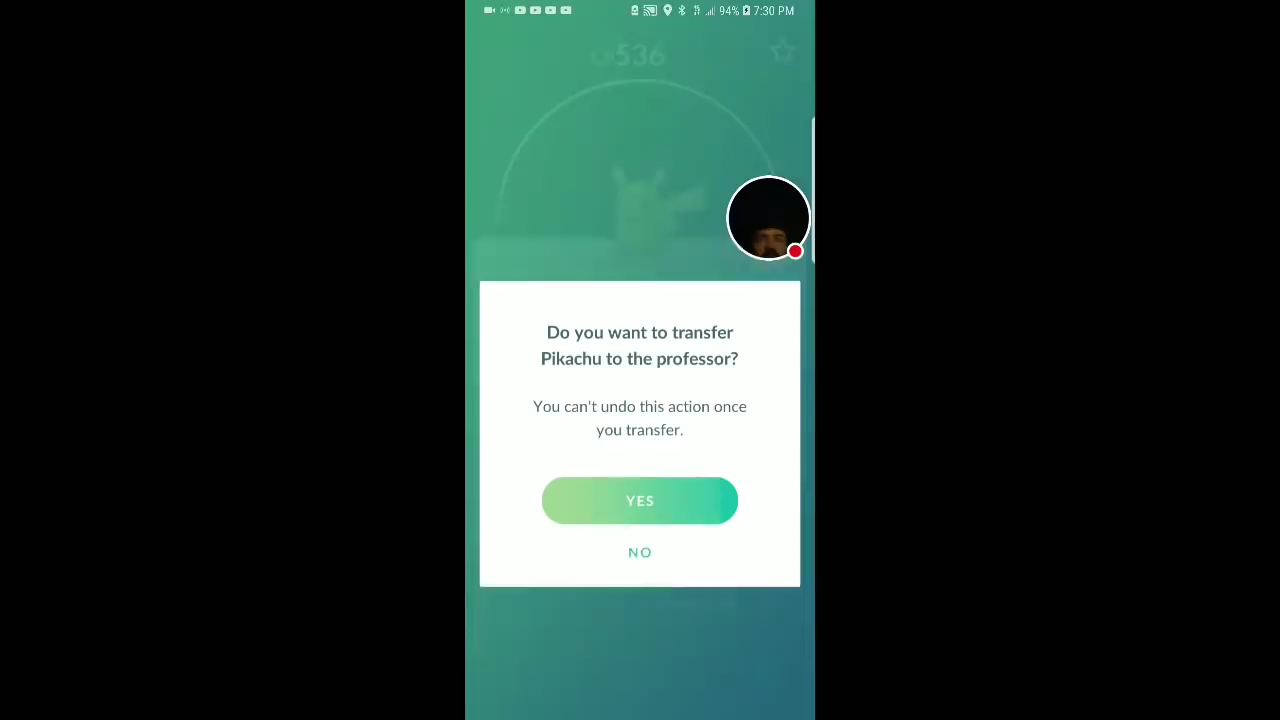 94% 7:30 PM
536
Do you want to transfer
Pikachu to the professor?
You can't undo this action once
you transfer.
YES
NO